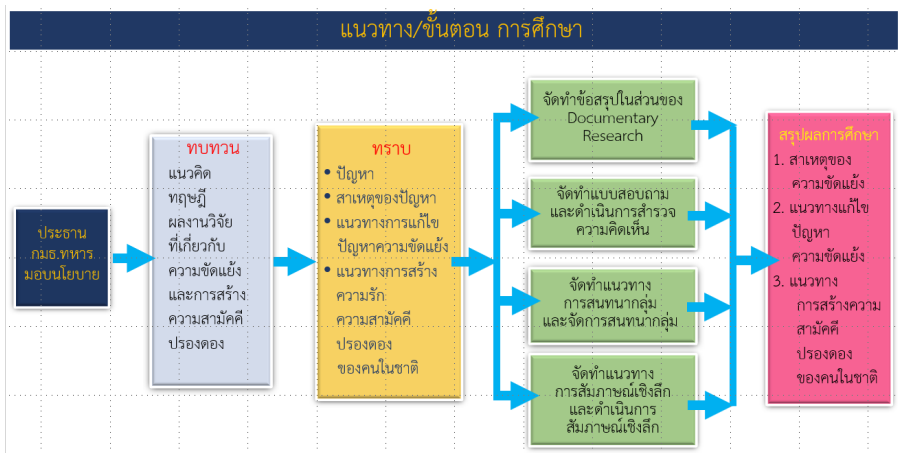 แนวทาง/ขั้นตอน การศึกษา
ประธาน
กมธ.ทหาร
มอบนโยบาย
ทบทวน
แนวคิด
ทฤษฎี
ผลงานวิจัย
ที่เกี่ยวกับ
ความขัดแย้ง
และการสร้าง
ความสามัคคี
ปรองดอง
ทราบ
• ปัญหา
• สาเหตุของปัญหา
• แนวทางการแก้ไข
ปัญหาความขัดแย้ง
• แนวทางการสร้าง
ความรัก
ความสามัคคี
ปรองดอง
ของคนในชาติ
จัดทำข้อสรุปในส่วนของ
Documentary
Research
จัดทำแบบสอบถาม
และดำเนินการสำรวจ
ความคิดเห็น
จัดทำแนวทาง
การสนทนากลุ่ม
และจัดการสนทนากลุ่ม
จัดทำแนวทาง
การสัมภาษณ์เชิงลึก
และดำเนินการ
สัมภาษณ์เชิงลึก
สรุปผลการศึกษา
1. สาเหตุของ
ความขัดแย้ง
2. แนวทางแก้ไข
ปัญหา
ความขัดแย้ง
3. แนวทาง
การสร้างความ
สามัคคี
ปรองดอง
ของคนในชาติ